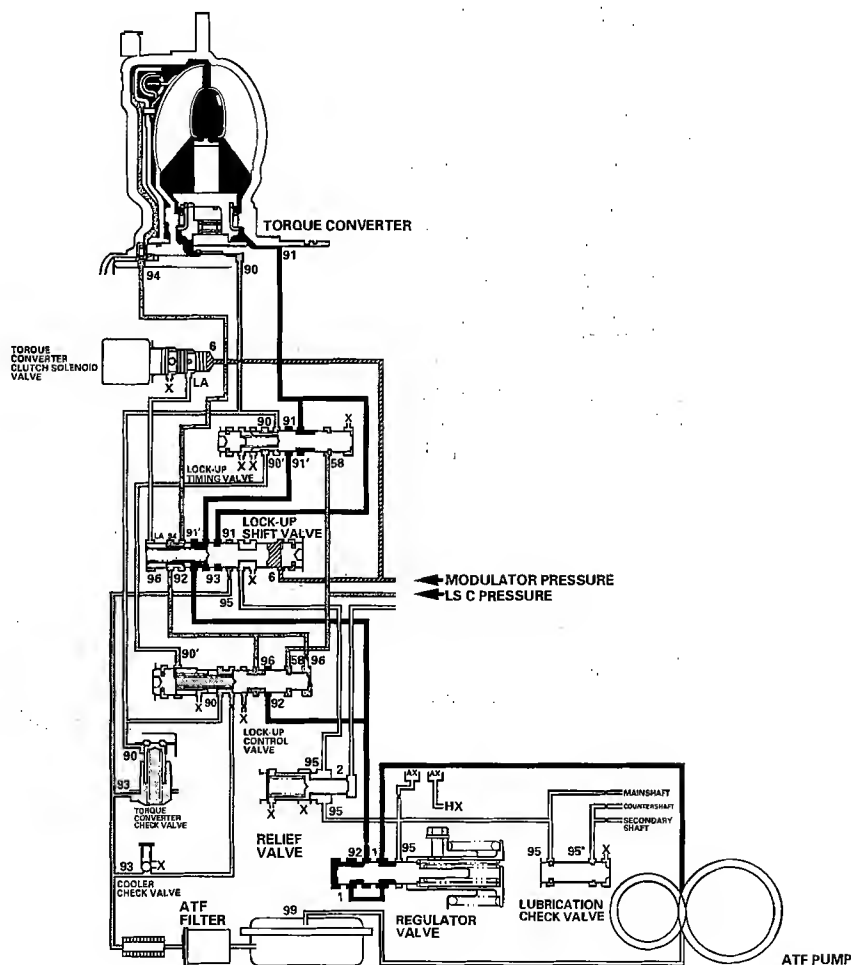 TORQUE CONVERTER
91
90
94
TORQUE
CONVERTER
CLUTCH SOLENOID
VALVE
6
X
LA
90
91
X
LOCK-UP
TIMING VALVE
X X
90'
91'
58
LOCK-UP
SHIFT VALVE
LA
94
91'
91
96
92
93
95
X
6
MODULATOR PRESSURE
LS C PRESSURE
90'
96
58
96
X
90
X
92
LOCK-UP
CONTROL
VALVE
90
93
TORQUE
CONVERTER
CHECK VALVE
95
2
X
X
95
RELIEF
VALVE
AX
AX
HX
MAINSHAFT
COUNTERSHAFT
SECONDARY
SHAFT
93
X
COOLER
CHECK VALVE
92
1
95
1
REGULATOR
VALVE
95
95"
X
LUBRICATION
CHECK VALVE
ATF
FILTER
99
ATF PUMP